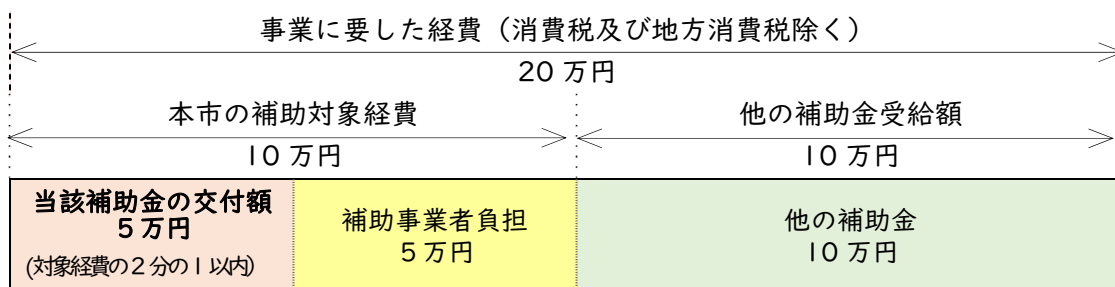 事業に要した経費（消費税及び地方消費税除く）
20万円
本市の補助対象経費
他の補助金受給額
10万円
10万円
当該補助金の交付額
5万円
(対象経費の2分の1以内)
補助事業者負担
5万円
他の補助金
10万円